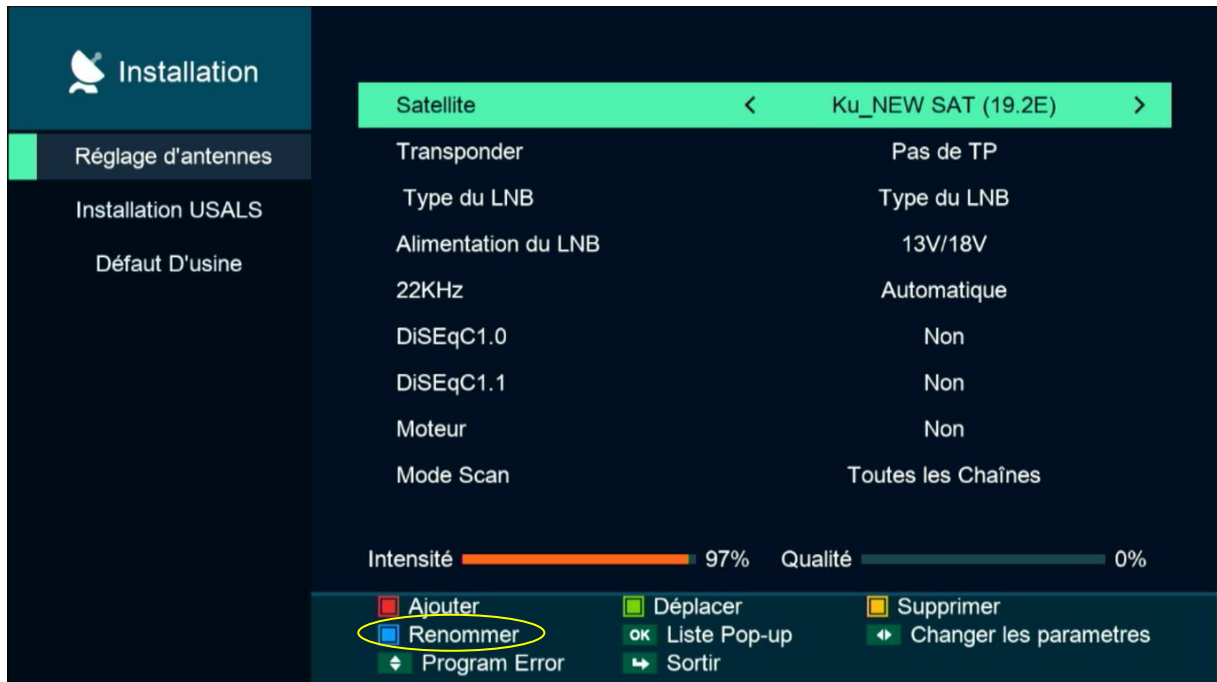 Installation
Réglage d'antennes
Installation USALS
Défaut D'usine
Satellite < Ku_NEW SAT (19.2E) >
Transponder Pas de TP
Type du LNB Type du LNB
Alimentation du LNB 13V/18V
22KHz Automatique
DiSEqC1.0 Non
DiSEqC1.1 Non
Moteur Non
Mode Scan Toutes les Chaînes
Intensité 97% Qualité 0%
Ajouter Déplacer Supprimer
Renommer OK Liste Pop-up Changer les parametres
Program Error Sortir